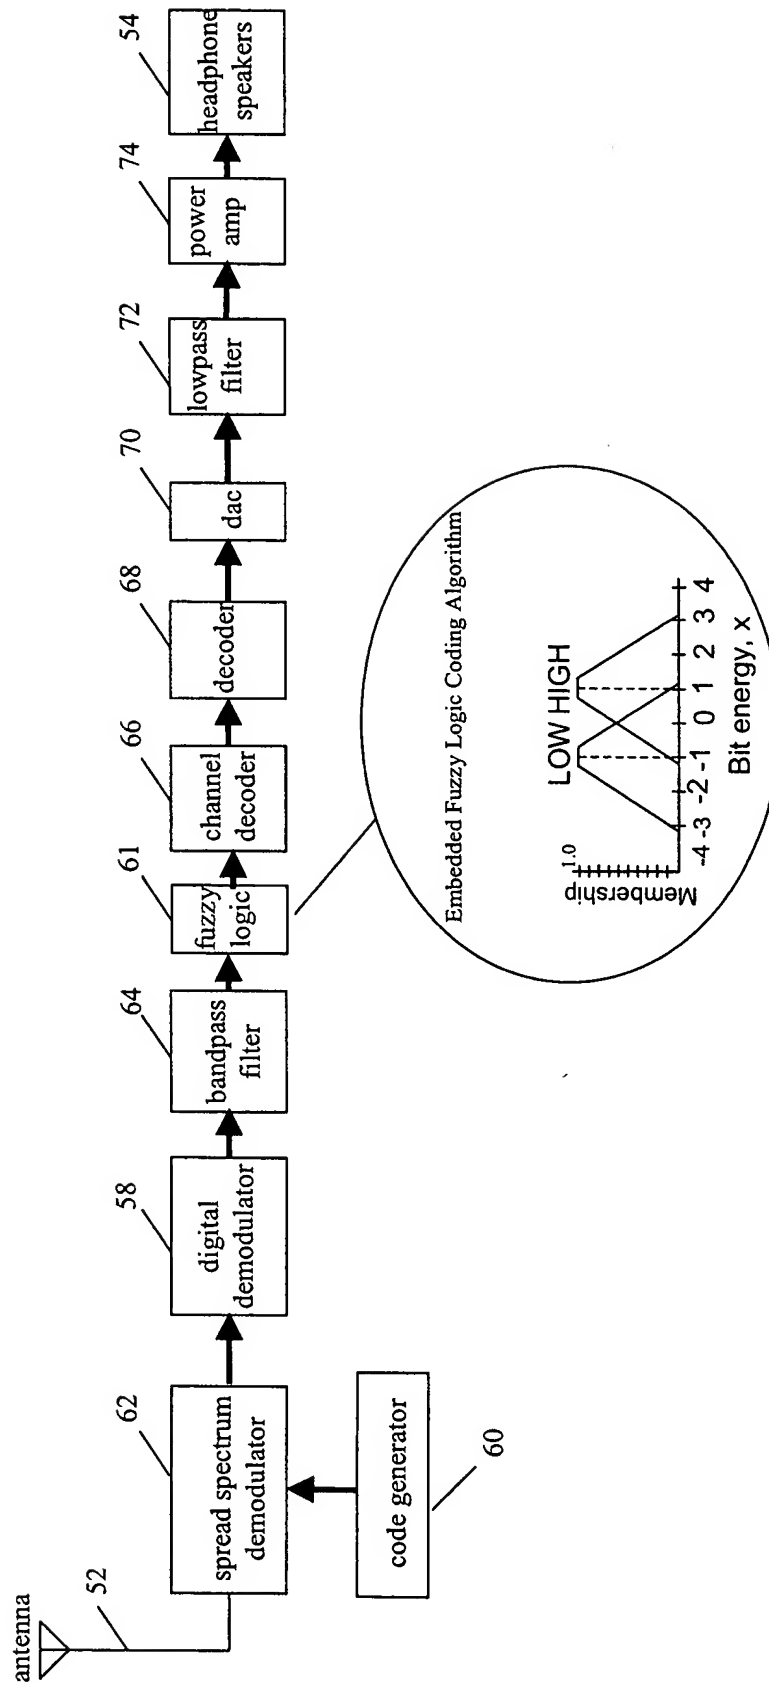 antenna
52
spread spectrum
demodulator
62
code generator
60
digital
demodulator
58
bandpass
filter
64
fuzzy
logic
61
channel
decoder
66
decoder
68
dac
70
lowpass
filter
72
power
amp
74
headphone
speakers
54
Embedded Fuzzy Logic Coding Algorithm
LOW HIGH
1.0
Membership
-4 -3 -2 -1 0 1 2 3 4
Bit energy, x